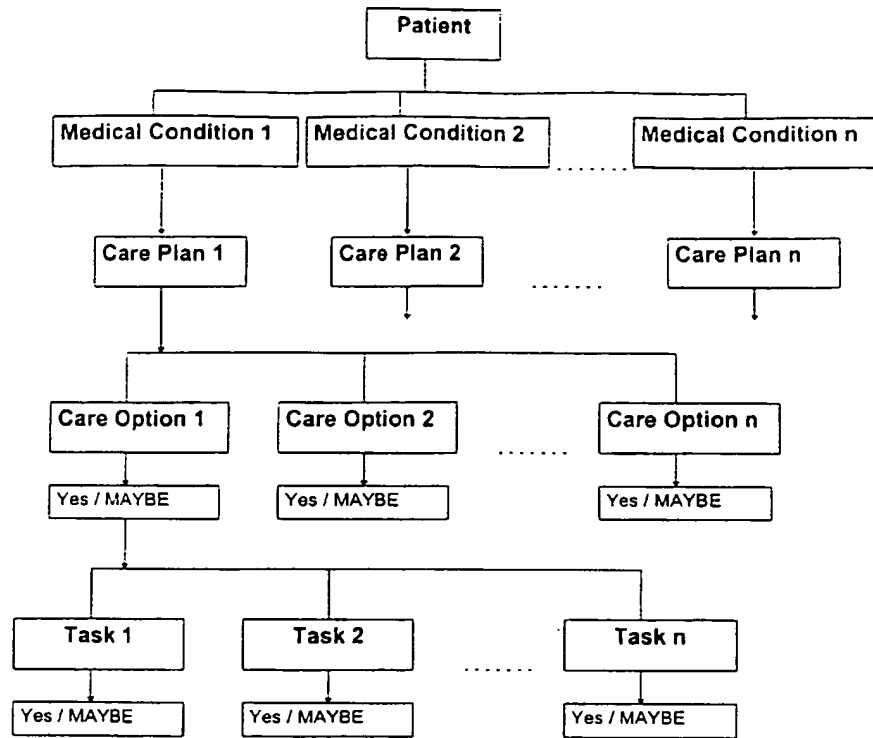 Patient
Medical Condition 1 Medical Condition 2 Medical Condition n
Care Plan 1 Care Plan 2 Care Plan n
Care Option 1 Care Option 2 Care Option n
Yes / MAYBE Yes / MAYBE Yes / MAYBE
Task 1 Task 2 Task n
Yes / MAYBE Yes / MAYBE Yes / MAYBE